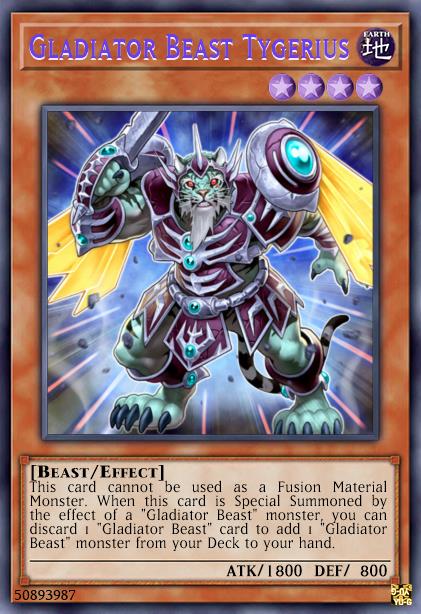 Gladiator Beast Tygerius
EARTH
地
[Beast/Effect]
This card cannot be used as a Fusion Material
Monster. When this card is Special Summoned by
the effect of a "Gladiator Beast" monster, you can
discard 1 "Gladiator Beast" card to add 1 "Gladiator
Beast" monster from your Deck to your hand.
ATK/1800 DEF/ 800
50893987